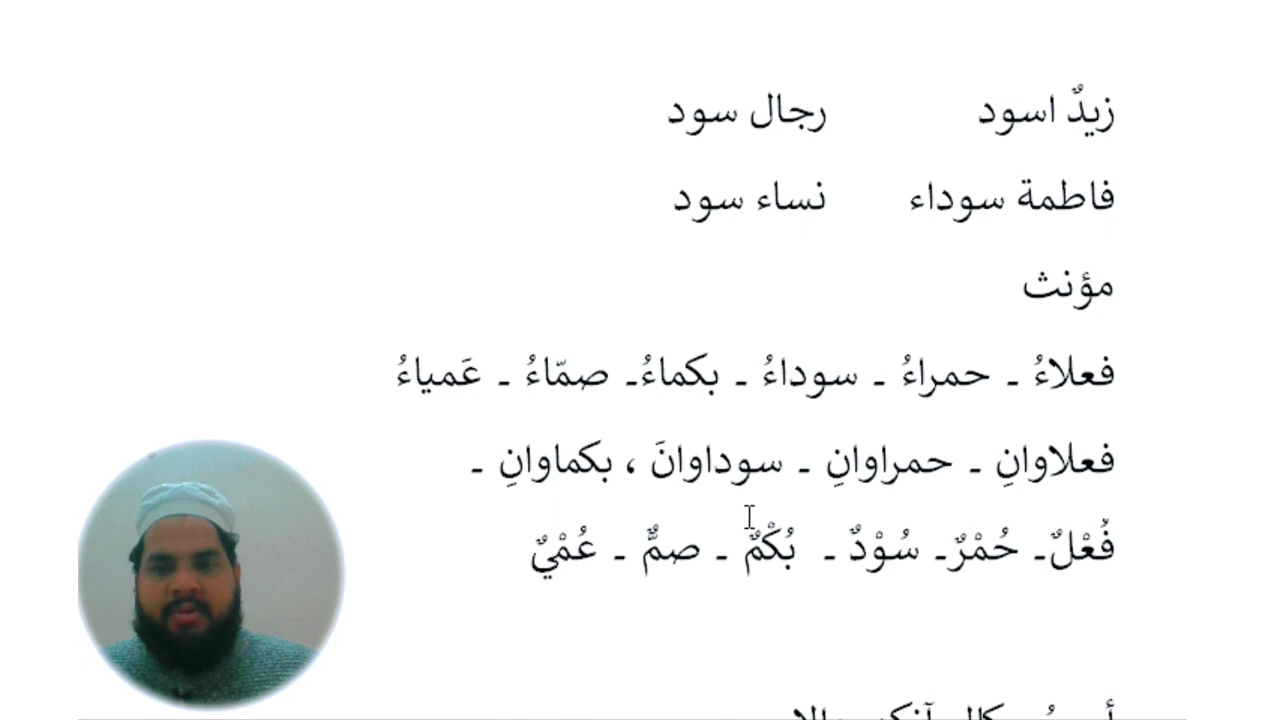 زیدٌ اسود رجال سود
فاطمة سوداء نساء سود
مؤنث
فعلاءُ ۔ حمراءُ ۔ سوداءُ ۔ بكماءُ۔ صمّاءُ ۔ عَمياءُ
فعلاوانِ ۔ حمراوانِ ۔ سوداوانَ ، بكماوانِ ۔
فُعْلٌ۔ حُمْرٌ۔ سُوْدٌ ۔ بُكْمٌ ۔ صمٌّ ۔ عُمْيٌ